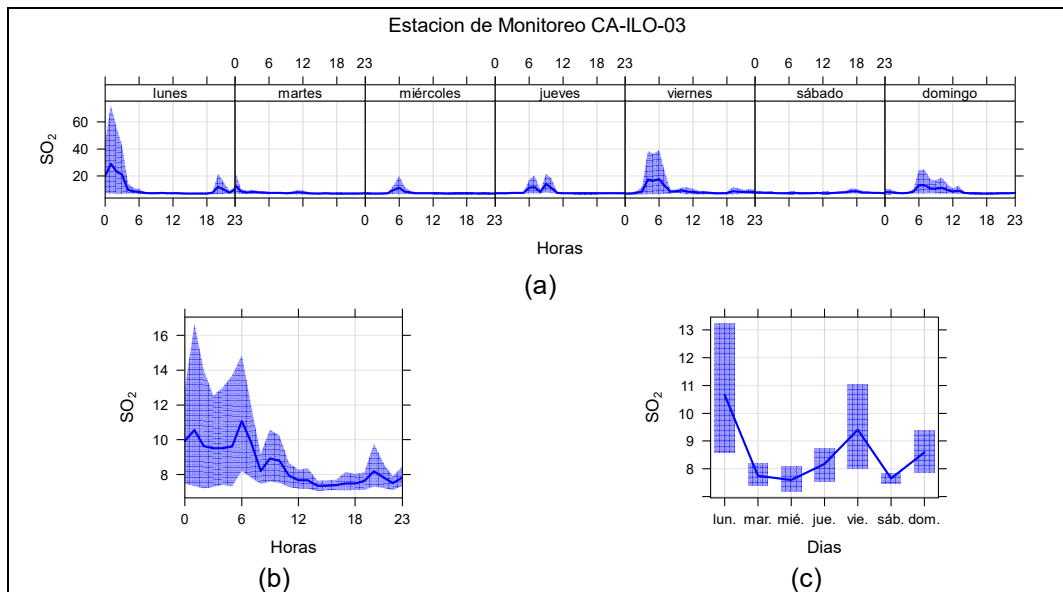 Estacion de Monitoreo CA-ILO-03
0 6 12 18 23 0 6 12 18 23 0 6 12 18 23
lunes martes miércoles jueves viernes sábado domingo
SO2
60
40
20
0 6 12 18 23 0 6 12 18 23 0 6 12 18 23 0 6 12 18 23
Horas
(a)
SO2
16
14
12
10
8
0 6 12 18 23
Horas
(b)
SO2
13
12
11
10
9
8
lun. mar. mié. jue. vie. sáb. dom.
Dias
(c)